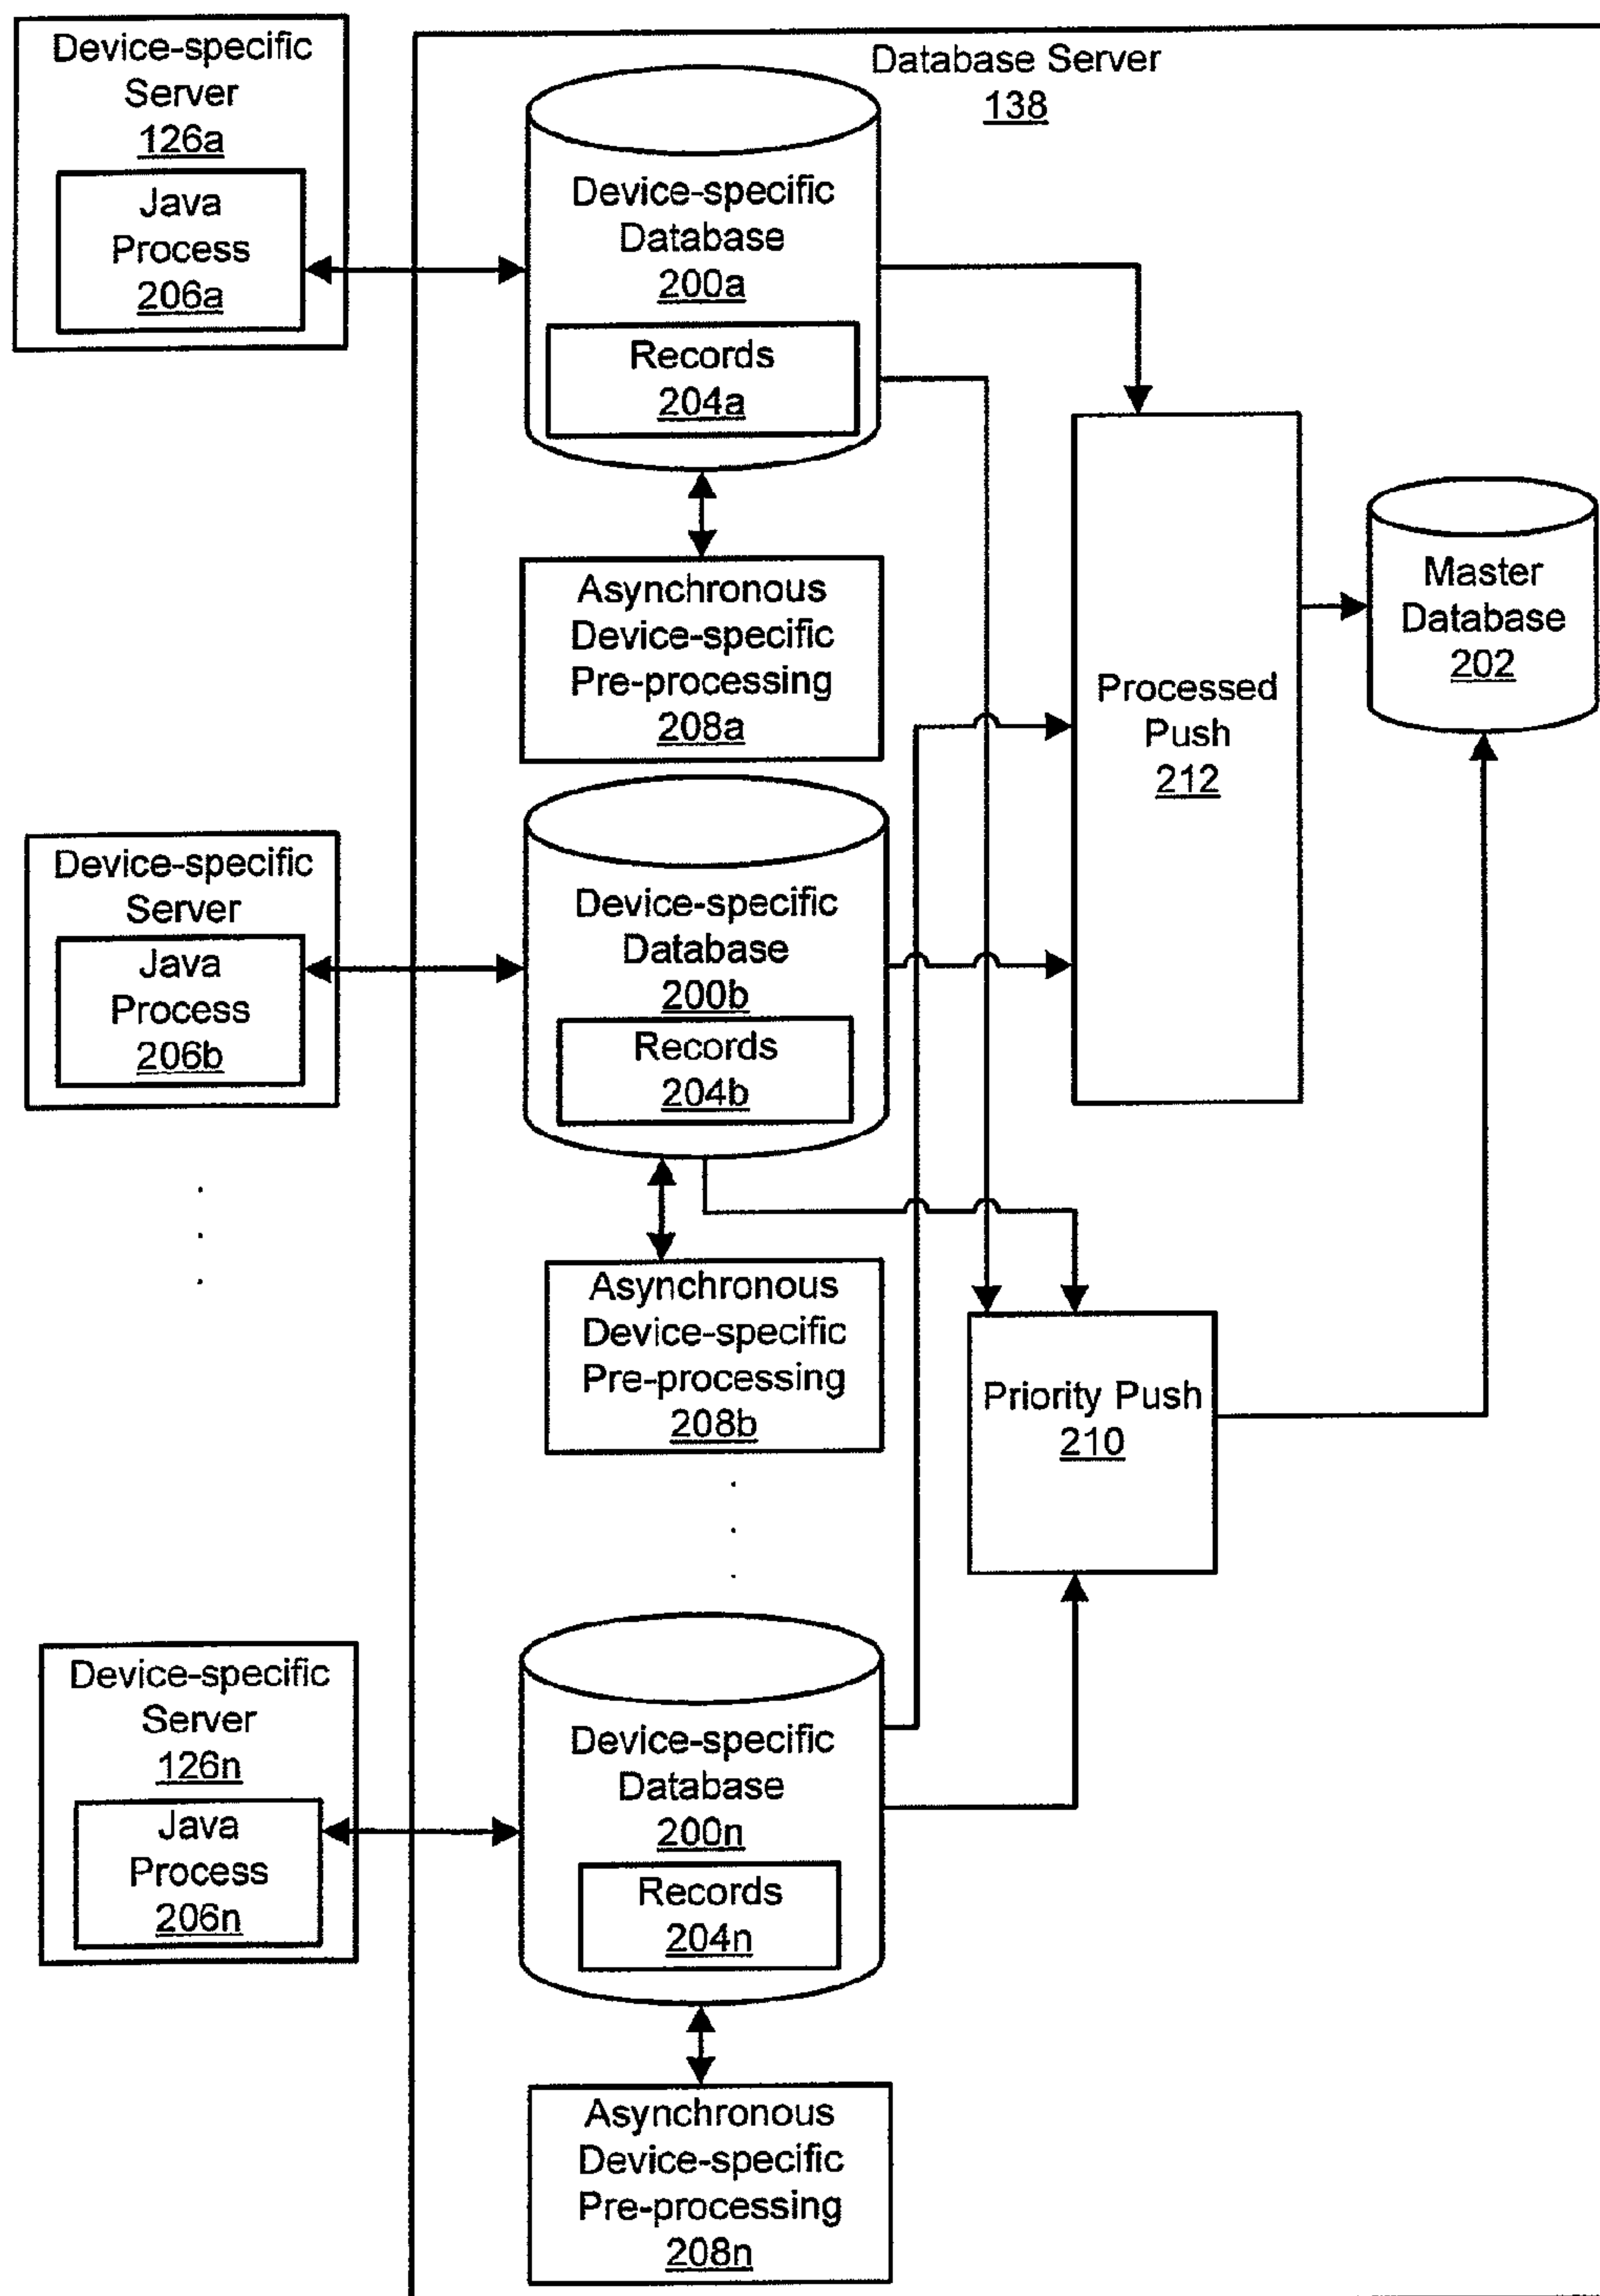 Device-specific
Server
126a
Java
Process
206a
Database Server
138
Device-specific
Database
200a
Records
204a
Asynchronous
Device-specific
Pre-processing
208a
Processed
Push
212
Master
Database
202
Device-specific
Server
Java
Process
206b
Device-specific
Database
200b
Records
204b
Asynchronous
Device-specific
Pre-processing
208b
Priority Push
210
Device-specific
Server
126n
Java
Process
206n
Device-specific
Database
200n
Records
204n
Asynchronous
Device-specific
Pre-processing
208n